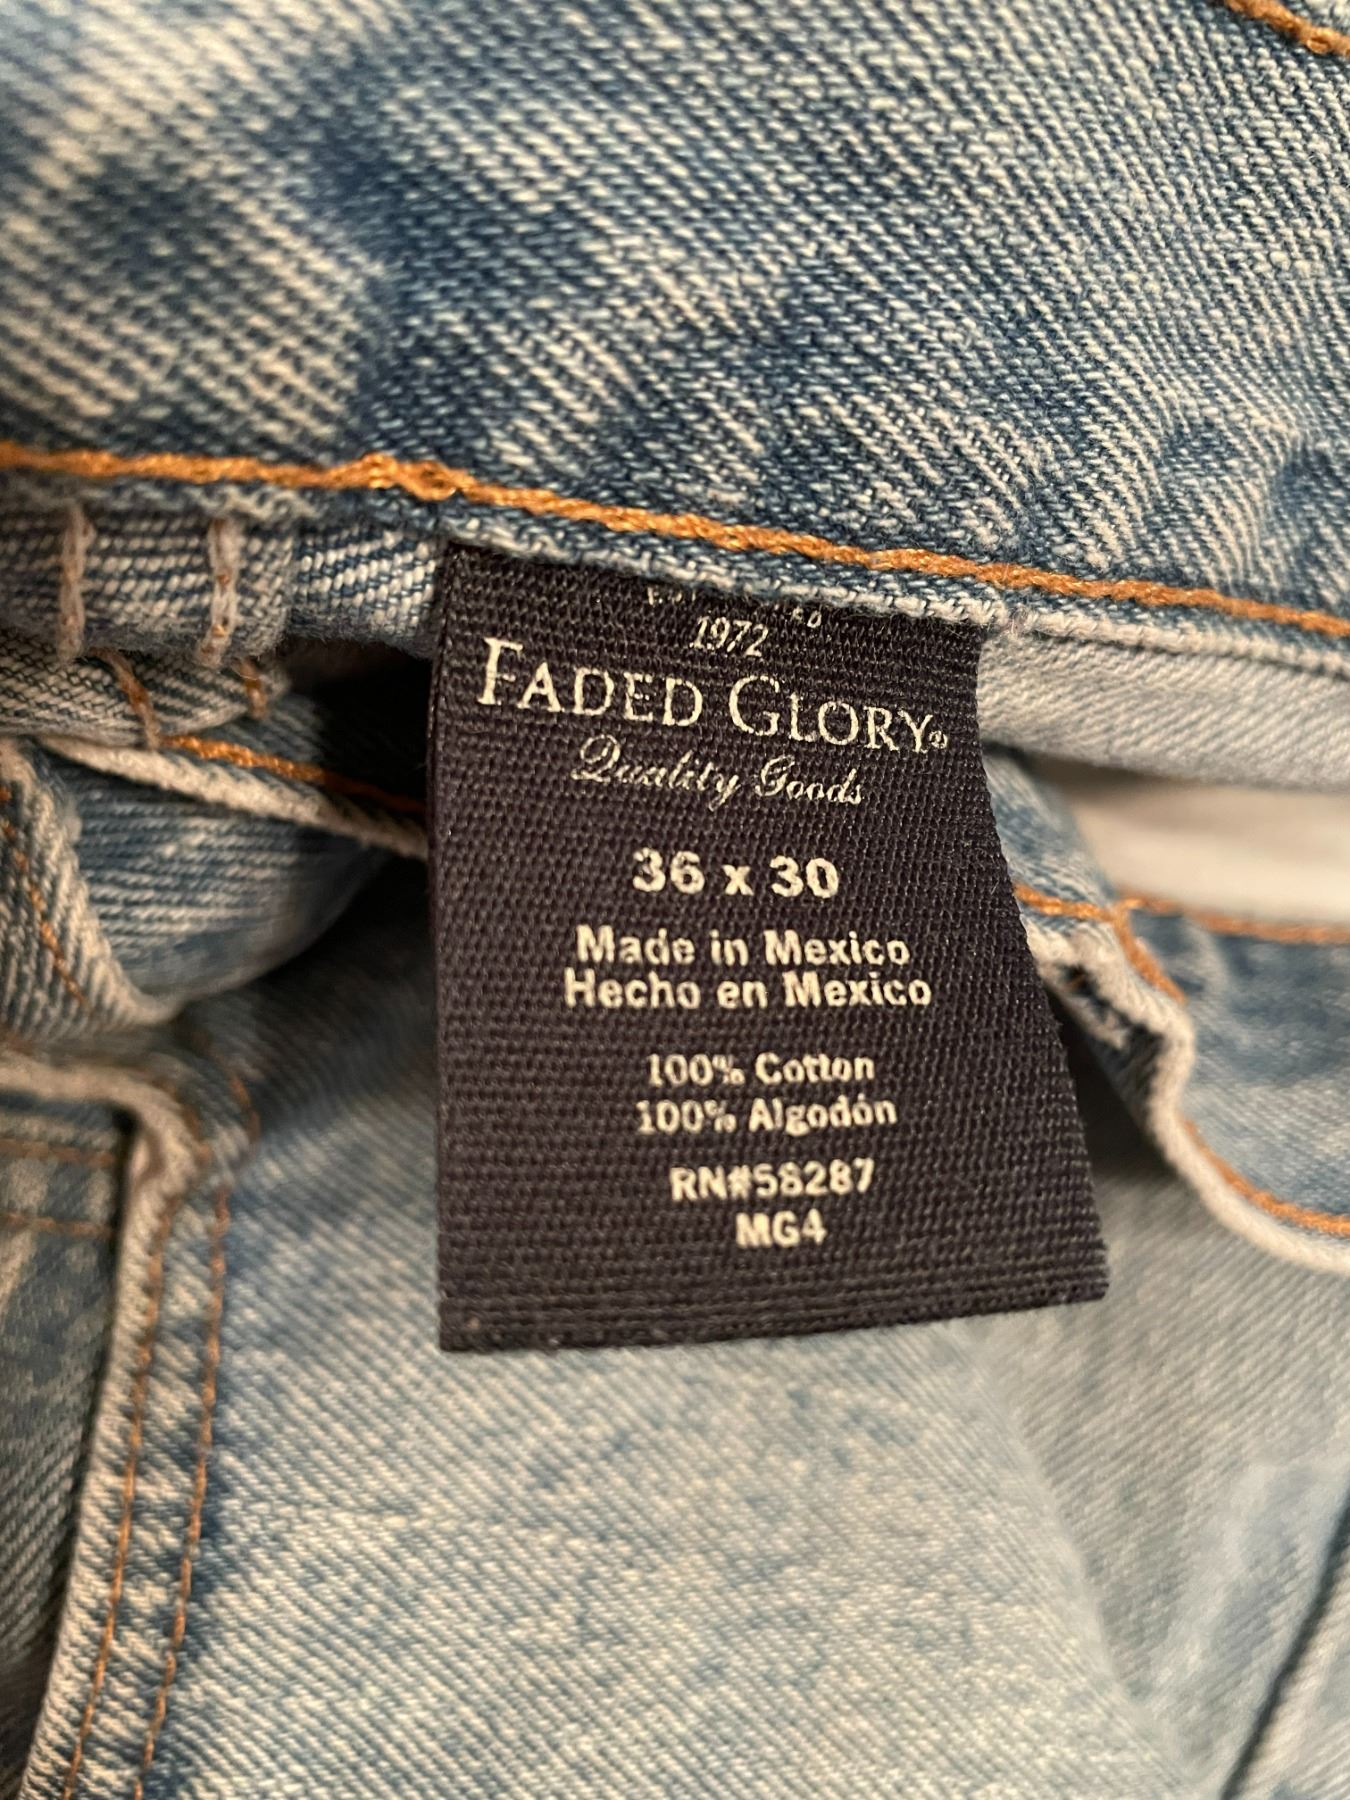 1972
FADED GLORY®
Quality Goods
36 x 30
Made in Mexico
Hecho en Mexico
100% Cotton
100% Algodón
RN#58287
MG4